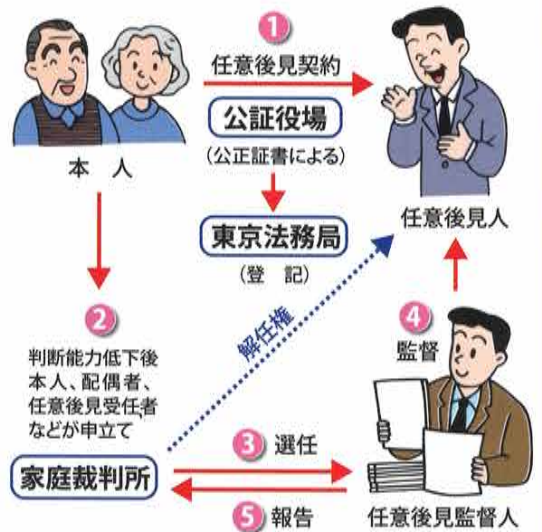 1
任意後見契約
公証役場
(公正証書による)
本 人
任意後見人
東京法務局
(登 記)
2
判断能力低下後
本人、配偶者、
任意後見受任者
などが申立て
解任権
4
監督
家庭裁判所
3 選任
5 報告
任意後見監督人